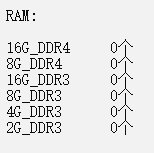 RAM:
16G_DDR4 0个
8G_DDR4 0个
16G_DDR3 0个
8G_DDR3 0个
4G_DDR3 0个
2G_DDR3 0个